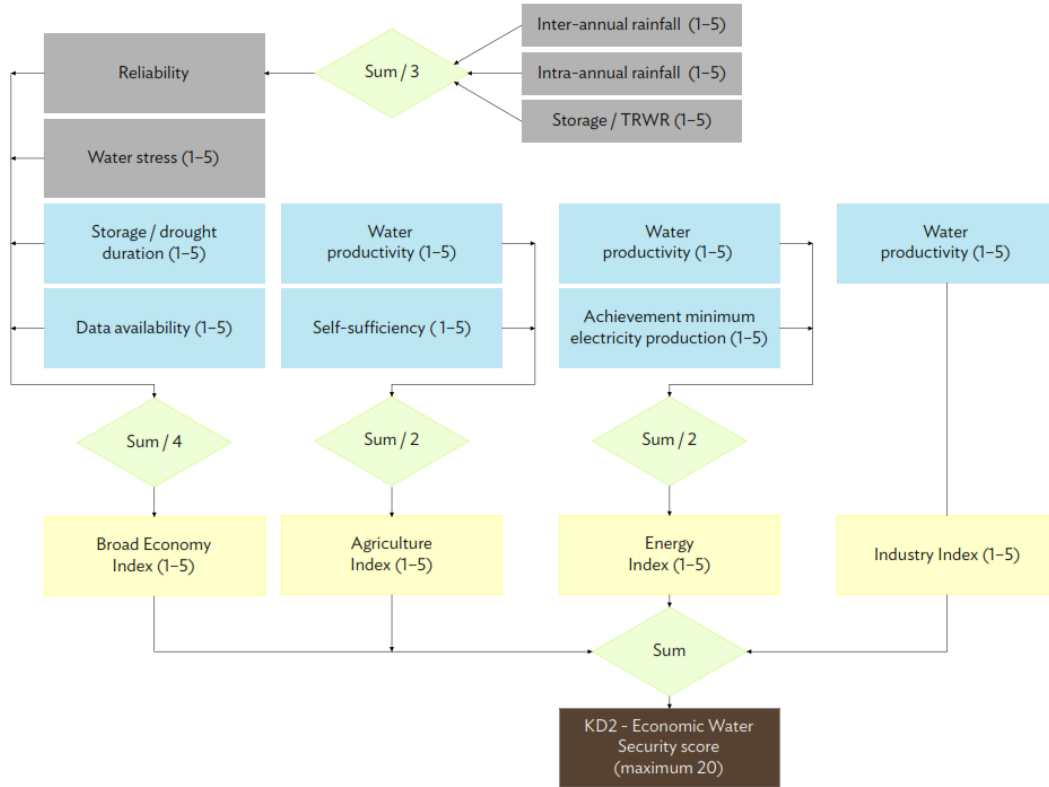 Inter-annual rainfall (1–5)
Reliability
Sum / 3
Intra-annual rainfall (1–5)
Storage / TRWR (1–5)
Water stress (1–5)
Storage / drought
duration (1–5)
Water
productivity (1–5)
Water
productivity (1–5)
Water
productivity (1–5)
Data availability (1–5)
Self-sufficiency ( 1–5)
Achievement minimum
electricity production (1–5)
Sum / 4
Sum / 2
Sum / 2
Broad Economy
Index (1–5)
Agriculture
Index (1–5)
Energy
Index (1–5)
Industry Index (1–5)
Sum
KD2 - Economic Water
Security score
(maximum 20)